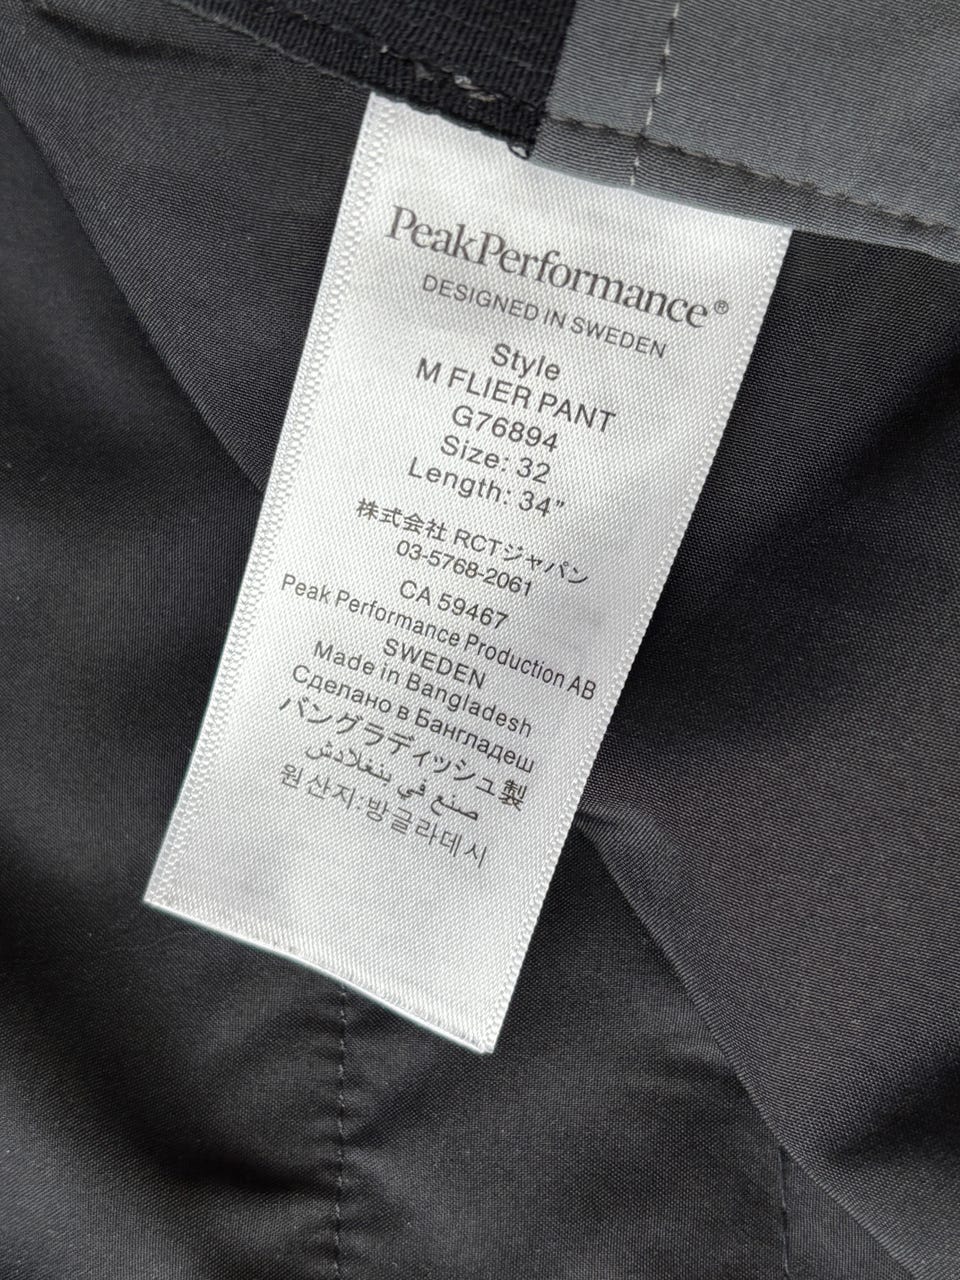 PeakPerformance®
DESIGNED IN SWEDEN
Style
M FLIER PANT
G76894
Size: 32
Length: 34"
株式会社 RCTジャパン
03-5768-2061
CA 59467
Peak Performance Production AB
SWEDEN
Made in Bangladesh
Сделано в Бангладеш
バングラディッシュ製
صنع في بنغلادش
원산지:방글라데시